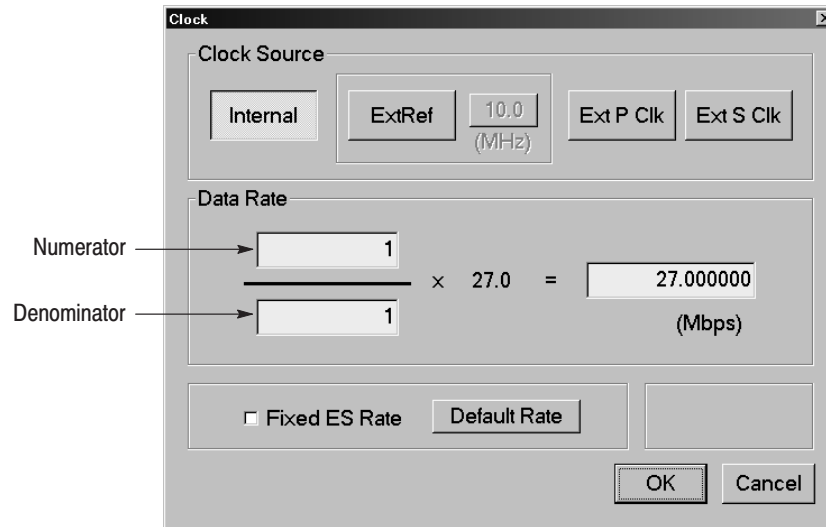 Clock
Clock Source
Internal
ExtRef
10.0
(MHz)
Ext P Clk
Ext S Clk
Data Rate
Numerator
1
× 27.0 = 27.000000
Denominator
1
(Mbps)
Fixed ES Rate
Default Rate
OK
Cancel